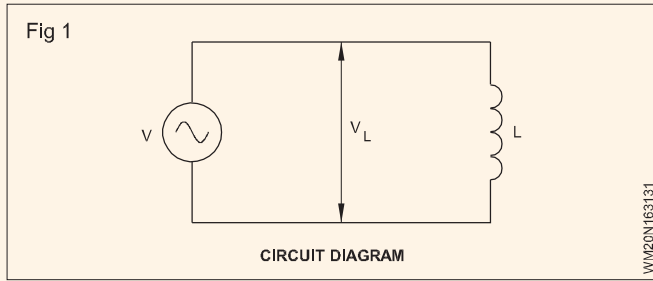 Fig 1
V
V L
L
CIRCUIT DIAGRAM
WM20N163131